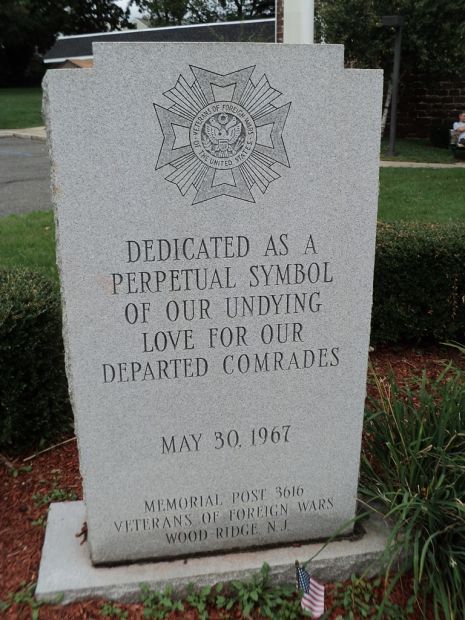 VETERANS OF FOREIGN WARS
OF THE UNITED STATES
DEDICATED AS A
PERPETUAL SYMBOL
OF OUR UNDYING
LOVE FOR OUR
DEPARTED COMRADES
MAY 30, 1967
MEMORIAL POST 3616
VETERANS OF FOREIGN WARS
WOOD-RIDGE, N.J.